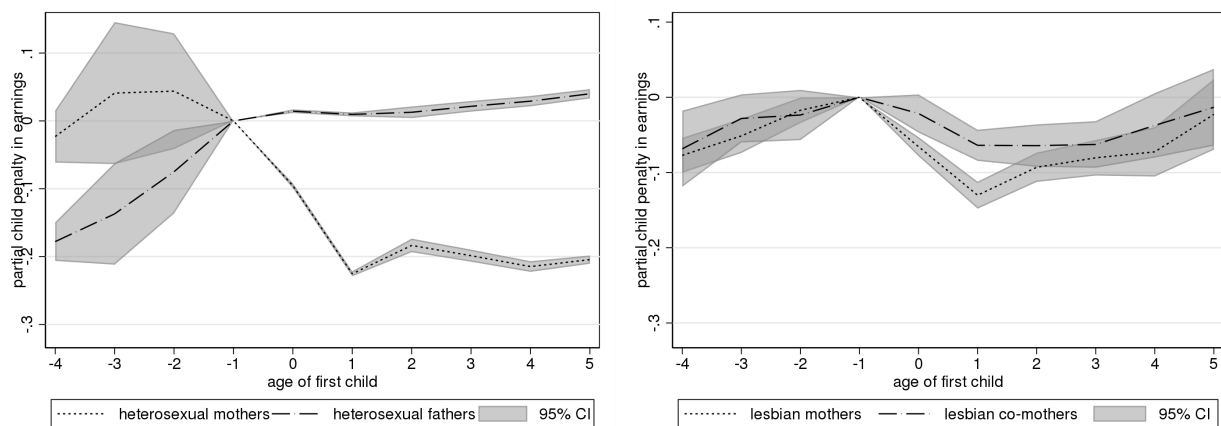 partial child penalty in earnings
.1
0
-.1
-.2
-.3
-4 -3 -2 -1 0 1 2 3 4 5
age of first child
heterosexual mothers heterosexual fathers 95% CI
partial child penalty in earnings
.1
0
-.1
-.2
-.3
-4 -3 -2 -1 0 1 2 3 4 5
age of first child
lesbian mothers lesbian co-mothers 95% CI